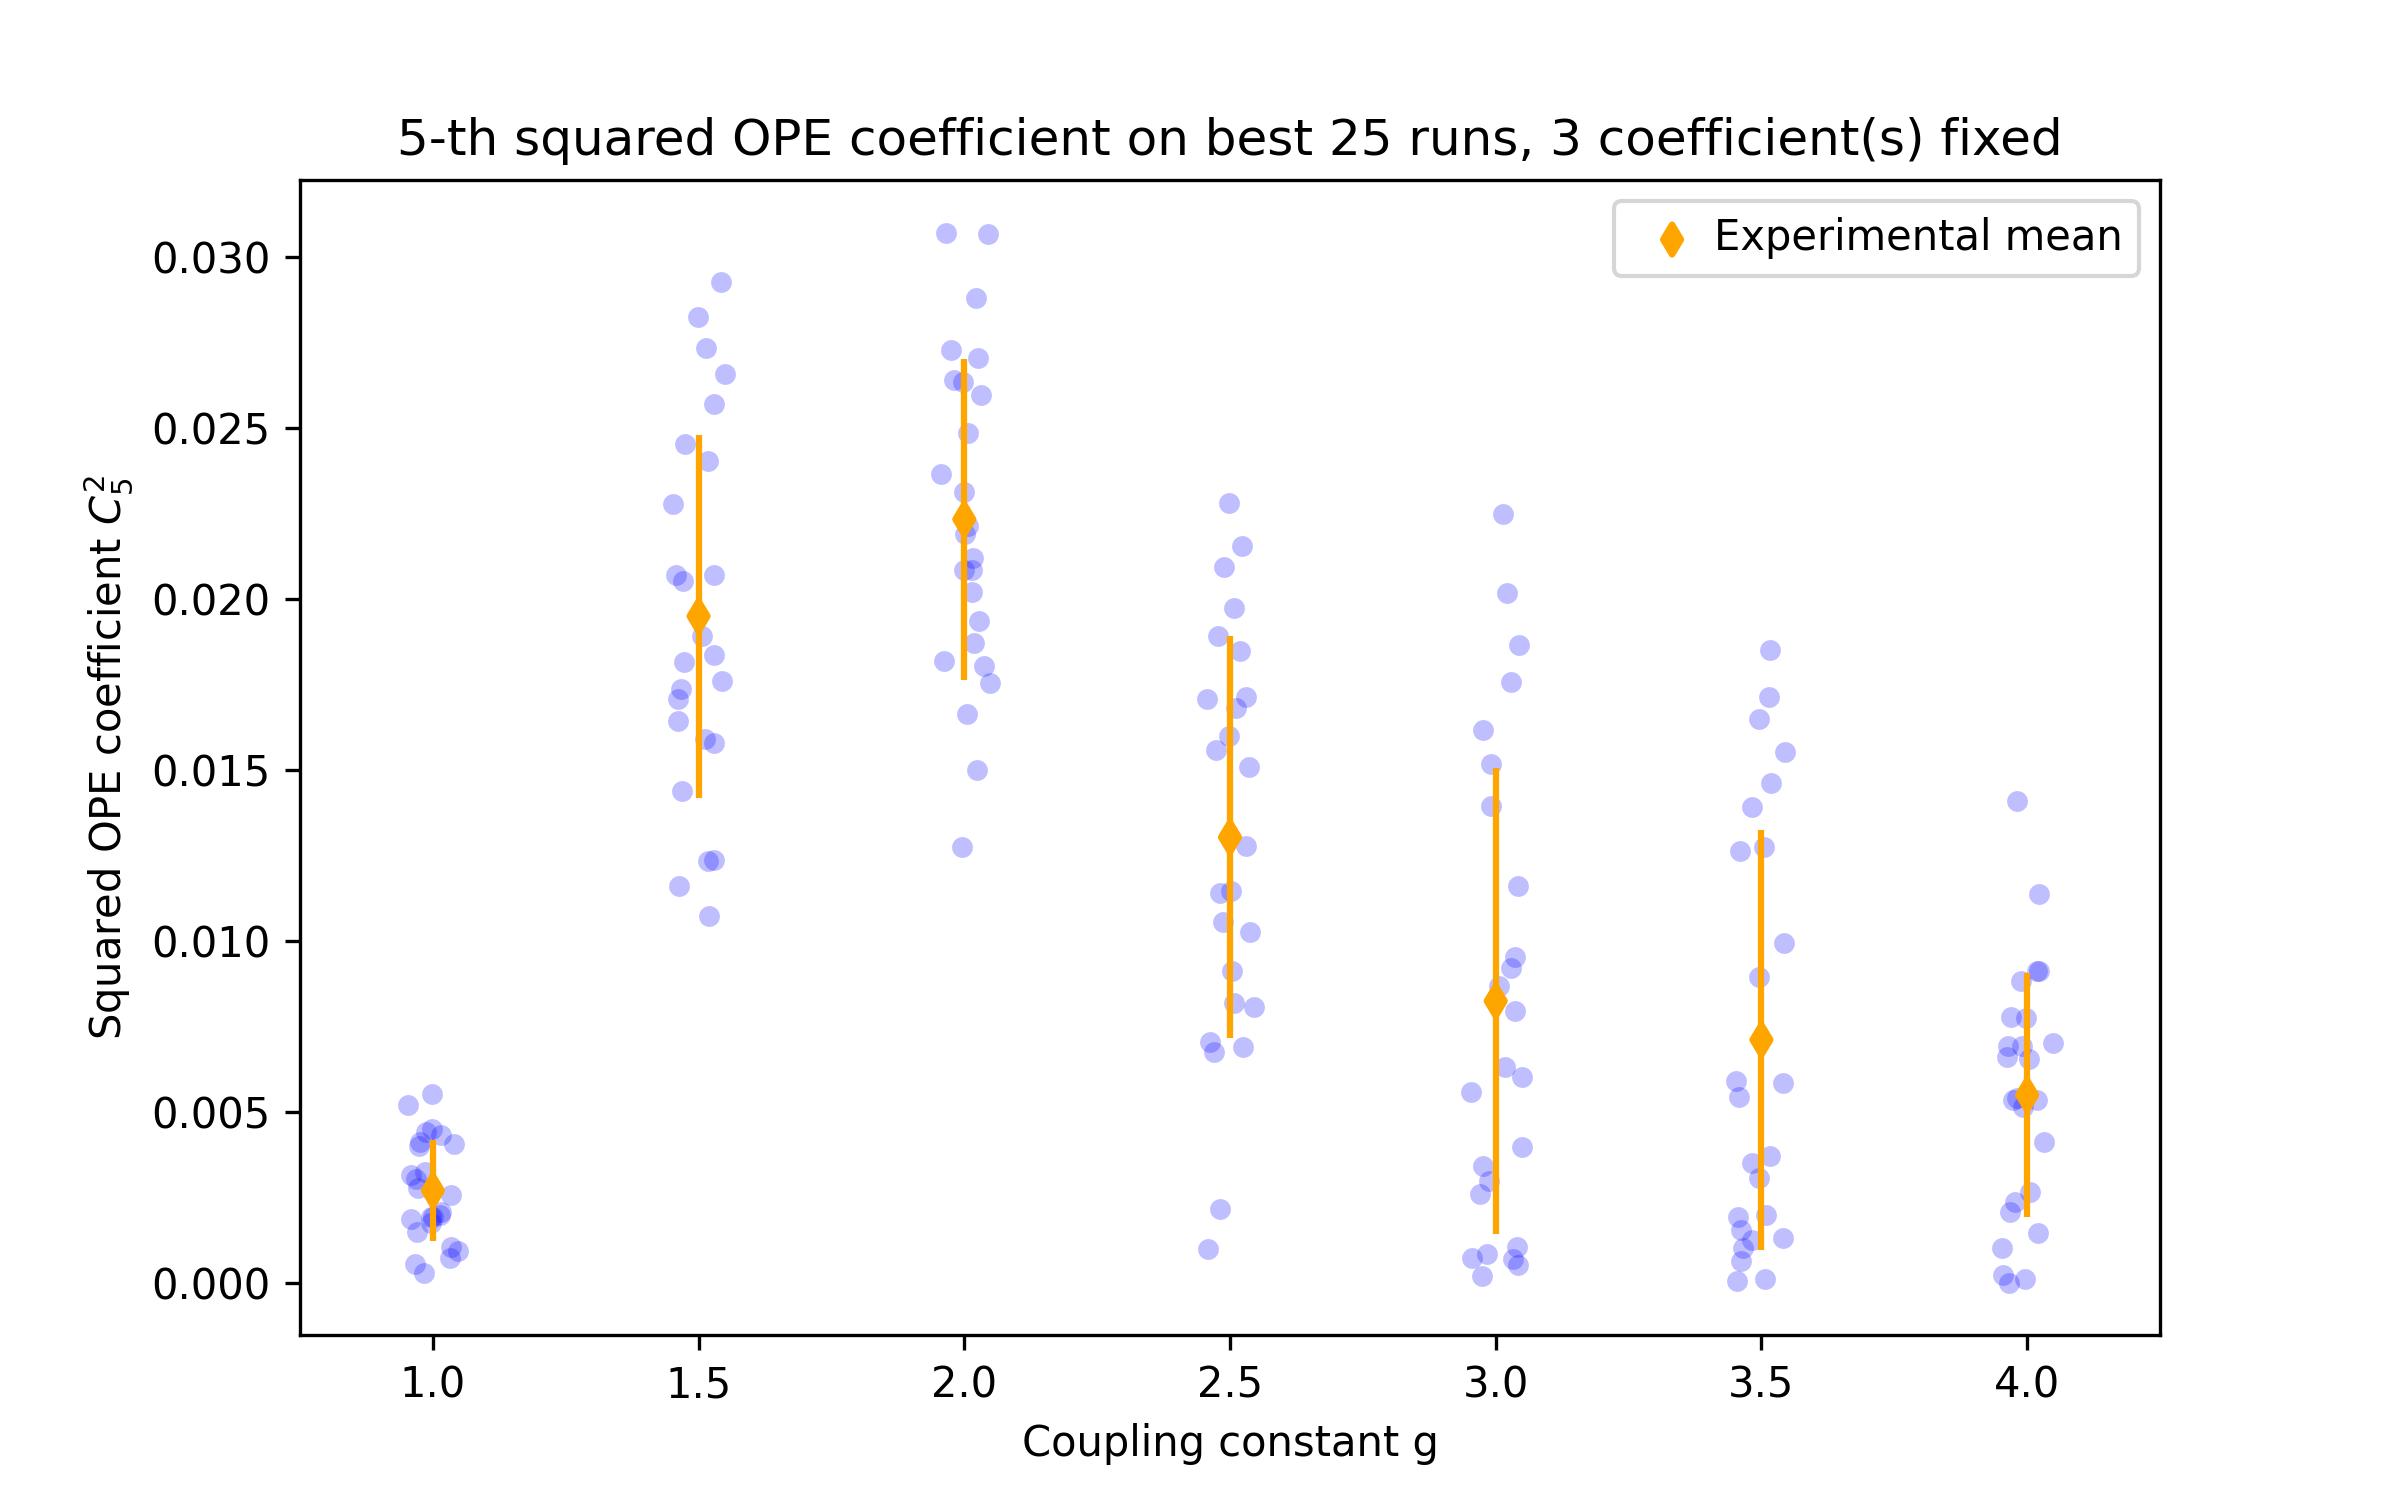 5-th squared OPE coefficient on best 25 runs, 3 coefficient(s) fixed
Experimental mean
Squared OPE coefficient $C_5^2$
0.030
0.025
0.020
0.015
0.010
0.005
0.000
1.0 1.5 2.0 2.5 3.0 3.5 4.0
Coupling constant g